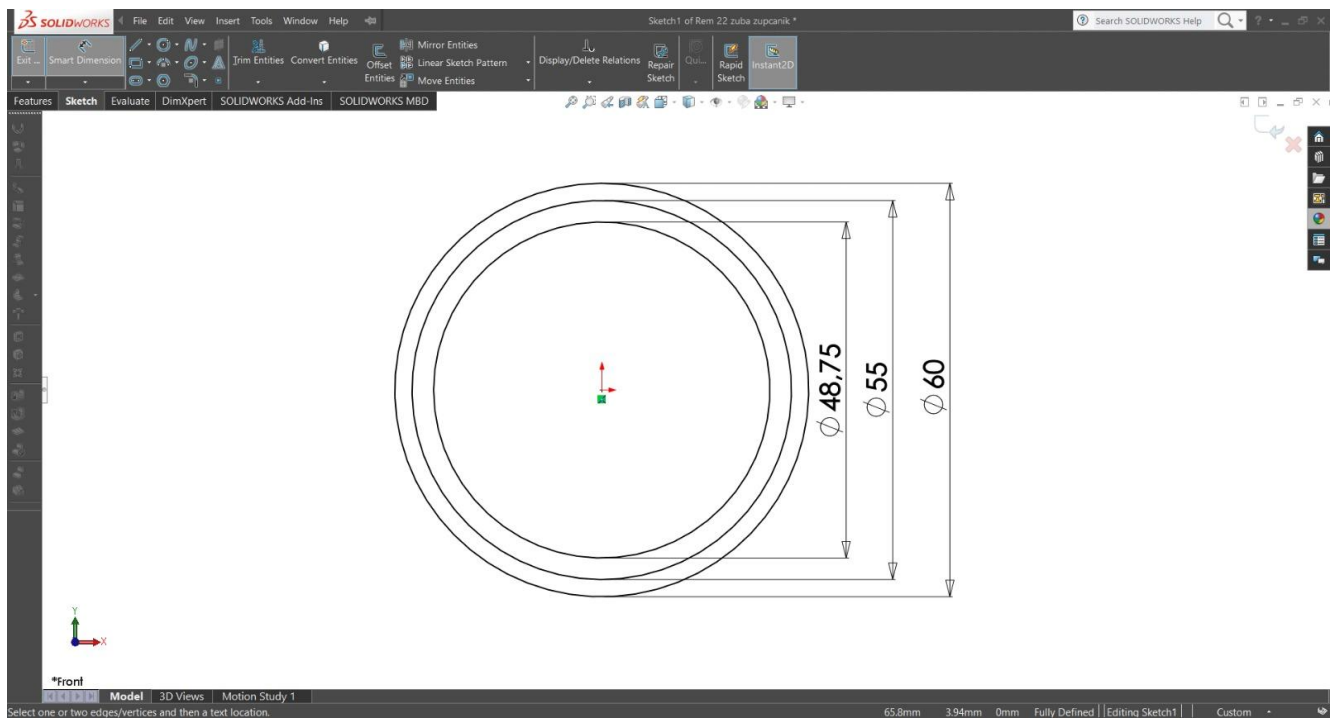 SOLIDWORKS File Edit View Insert Tools Window Help Sketch1 of Rem 22 zuba zupcanik * Search SOLIDWORKS Help
Exit ... Smart Dimension Trim Entities Convert Entities Offset Entities Mirror Entities Linear Sketch Pattern Move Entities Display/Delete Relations Repair Sketch Qui... Rapid Sketch Instant2D
Features Sketch Evaluate DimXpert SOLIDWORKS Add-Ins SOLIDWORKS MBD
∅ 48,75
∅ 55
∅ 60
Y
X
*Front
Model 3D Views Motion Study 1
Select one or two edges/vertices and then a text location. 65.8mm 3.94mm 0mm Fully Defined Editing Sketch1 Custom